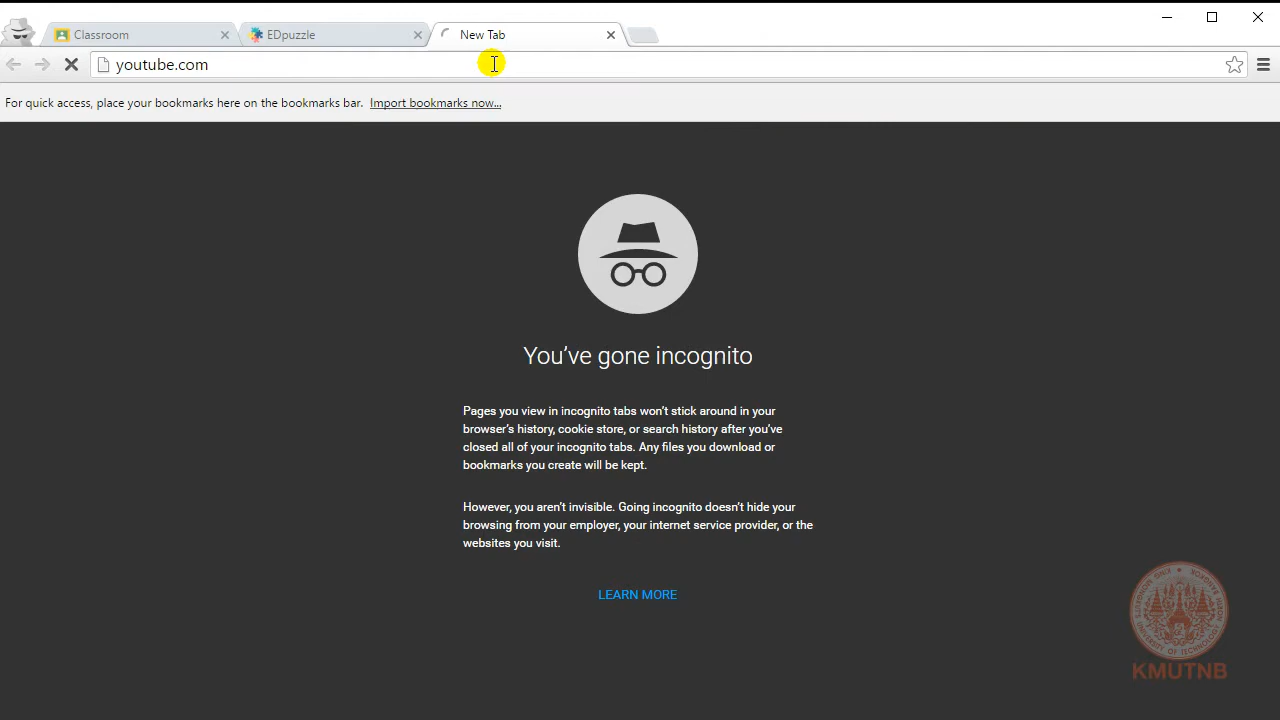 Classroom
EDpuzzle
New Tab
youtube.com
For quick access, place your bookmarks here on the bookmarks bar. Import bookmarks now...
You've gone incognito
Pages you view in incognito tabs won't stick around in your
browser's history, cookie store, or search history after you've
closed all of your incognito tabs. Any files you download or
bookmarks you create will be kept.
However, you aren't invisible. Going incognito doesn't hide your
browsing from your employer, your internet service provider, or the
websites you visit.
LEARN MORE
KMUTNB